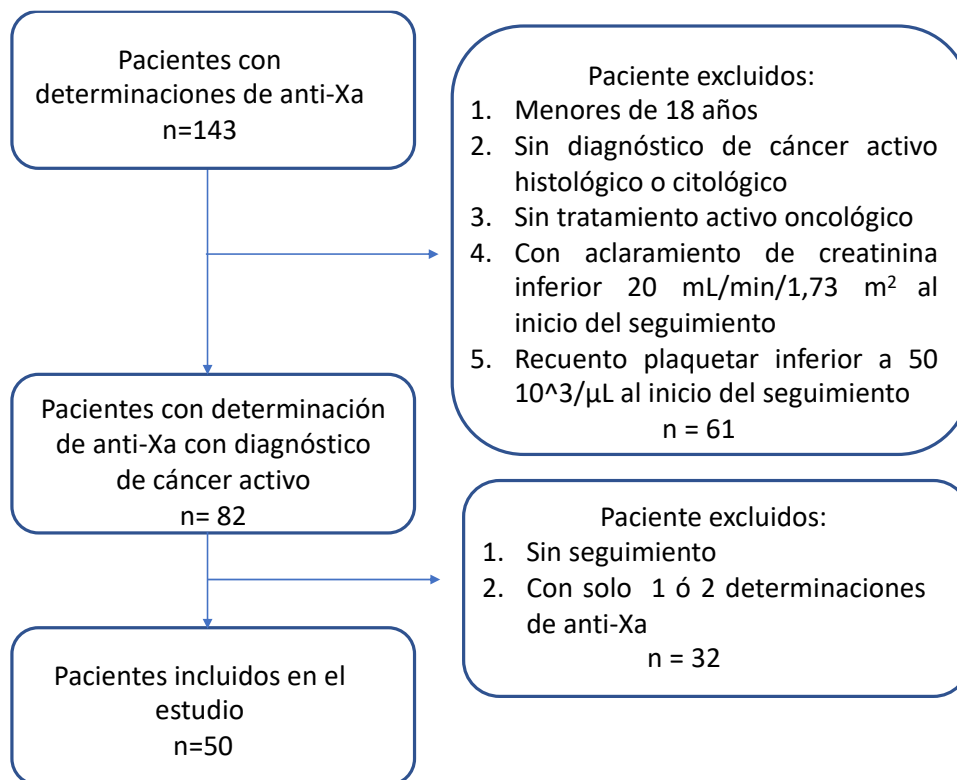 Pacientes con
determinaciones de anti-Xa
n=143
Paciente excluidos:
1. Menores de 18 años
2. Sin diagnóstico de cáncer activo
histológico o citológico
3. Sin tratamiento activo oncológico
4. Con aclaramiento de creatinina
inferior 20 mL/min/1,73 m² al
inicio del seguimiento
5. Recuento plaquetar inferior a 50
10^3/µL al inicio del seguimiento
n = 61
Pacientes con determinación
de anti-Xa con diagnóstico
de cáncer activo
n= 82
Paciente excluidos:
1. Sin seguimiento
2. Con solo 1 ó 2 determinaciones
de anti-Xa
n = 32
Pacientes incluidos en el
estudio
n=50